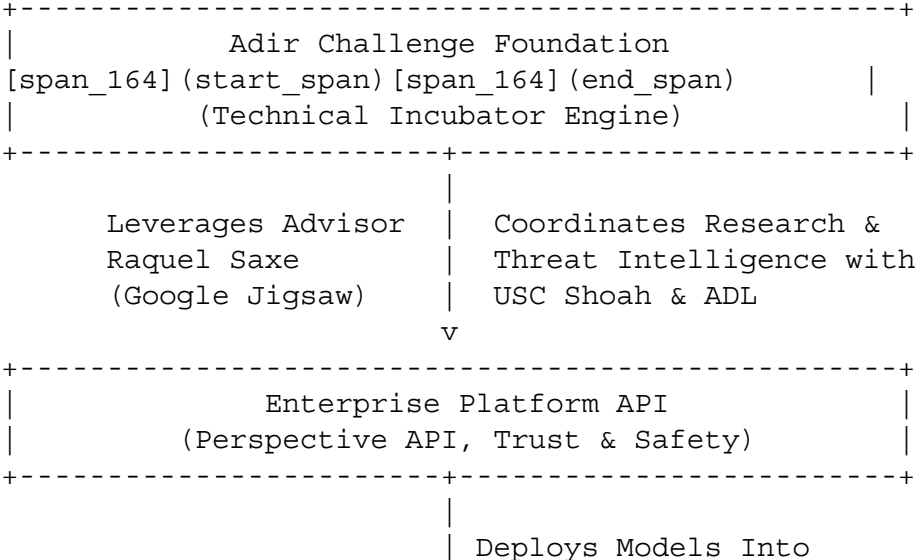 +----------------------------------------------------+
|             Adir Challenge Foundation
[span_164](start_span)[span_164](end_span)        |
|           (Technical Incubator Engine)             |
+-------------------------+--------------------------+
                          |
      Leverages Advisor   |  Coordinates Research &
      Raquel Saxe         |  Threat Intelligence with
      (Google Jigsaw)     |  USC Shoah & ADL
                          v
+----------------------------------------------------+
|               Enterprise Platform API              |
|          (Perspective API, Trust & Safety)         |
+-------------------------+--------------------------+
                          |
                          | Deploys Models Into